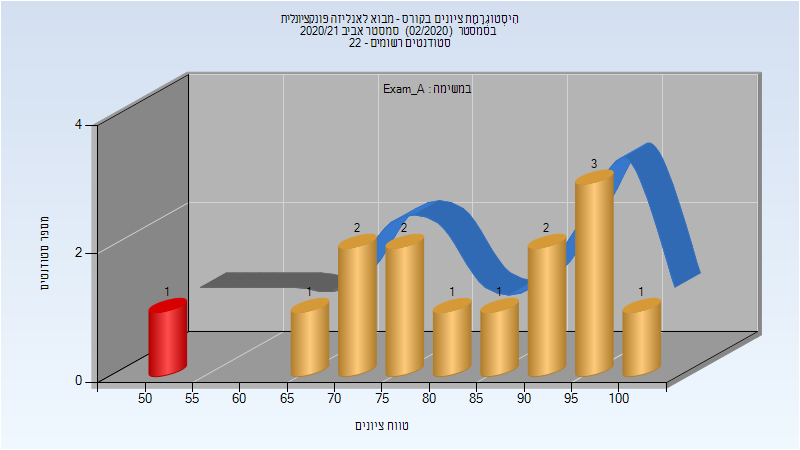 הִיסְטוֹגְרָמַת ציונים בקורס - מבוא לאנליזה פונקציונלית
בסמסטר (02/2020) סמסטר אביב 2020/21
סטודנטים רשומים - 22
במשימה : Exam_A
מספר סטודנטים
4
2
0
1
1
2
2
1
1
2
3
1
50 55 60 65 70 75 80 85 90 95 100
טווח ציונים